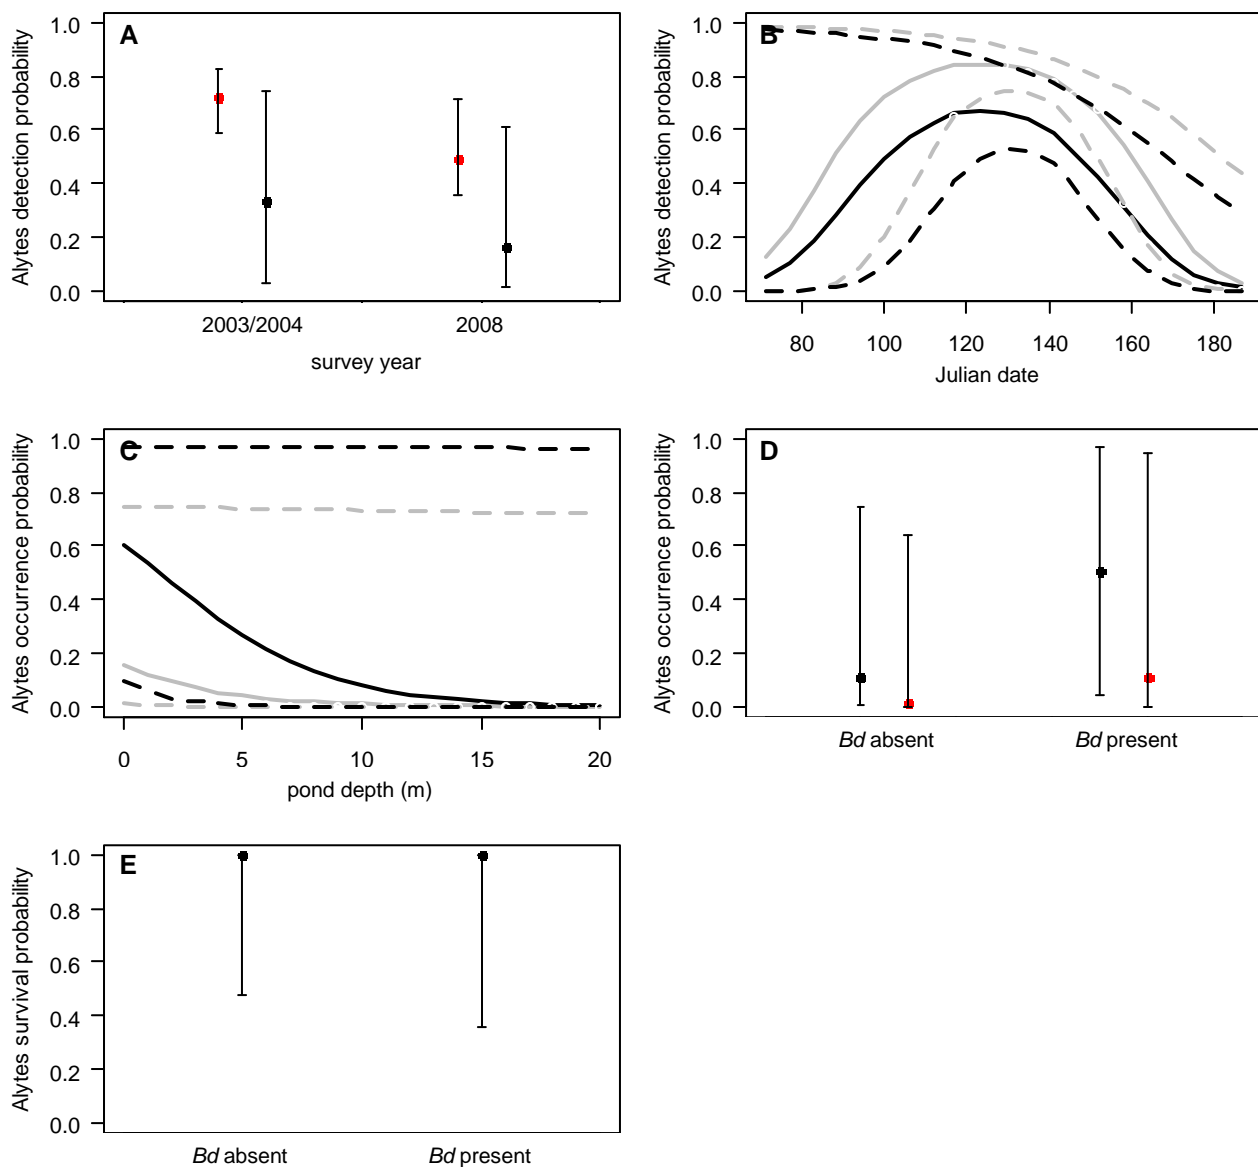 A
Alytes detection probability
1.0
0.8
0.6
0.4
0.2
0.0
2003/2004 2008
survey year
B
Alytes detection probability
1.0
0.8
0.6
0.4
0.2
0.0
80 100 120 140 160 180
Julian date
C
Alytes occurrence probability
1.0
0.8
0.6
0.4
0.2
0.0
0 5 10 15 20
pond depth (m)
D
Alytes occurrence probability
1.0
0.8
0.6
0.4
0.2
0.0
Bd absent Bd present
E
Alytes survival probability
1.0
0.8
0.6
0.4
0.2
0.0
Bd absent Bd present